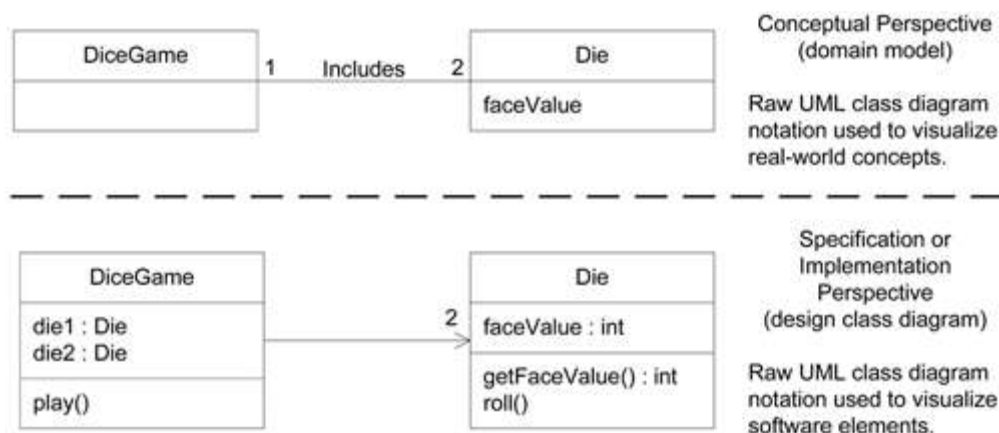 DiceGame
1
Includes
2
Die
faceValue
Conceptual Perspective
(domain model)
Raw UML class diagram
notation used to visualize
real-world concepts.
DiceGame
die1 : Die
die2 : Die
play()
2
Die
faceValue : int
getFaceValue() : int
roll()
Specification or
Implementation
Perspective
(design class diagram)
Raw UML class diagram
notation used to visualize
software elements.